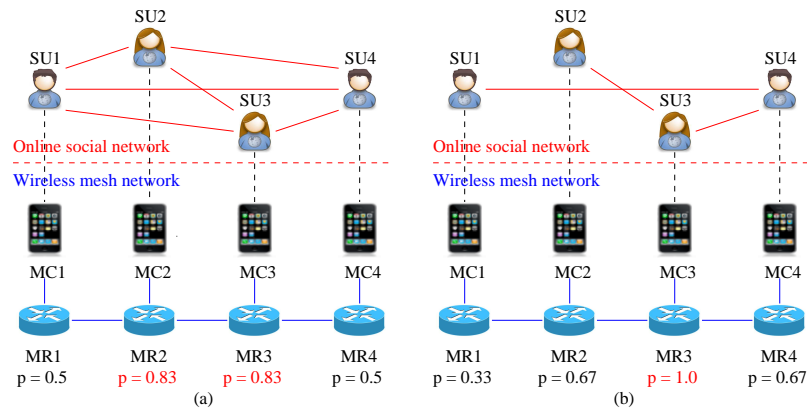 SU2
SU1
SU4
SU3
Online social network
Wireless mesh network
MC1 MC2 MC3 MC4
MR1 MR2 MR3 MR4
p = 0.5 p = 0.83 p = 0.83 p = 0.5
(a)
SU2
SU1
SU4
SU3
Online social network
Wireless mesh network
MC1 MC2 MC3 MC4
MR1 MR2 MR3 MR4
p = 0.33 p = 0.67 p = 1.0 p = 0.67
(b)